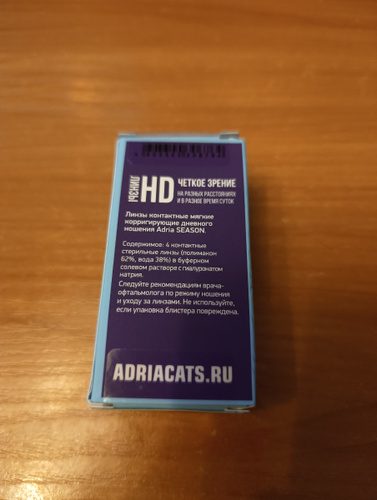 ЛИНЗЫ
HD
ЧЕТКОЕ ЗРЕНИЕ
НА РАЗНЫХ РАССТОЯНИЯХ
И В РАЗНОЕ ВРЕМЯ СУТОК
Линзы контактные мягкие
корригирующие дневного
ношения Adria SEASON.
Содержимое: 4 контактные
стерильные линзы (полимакон
62%, вода 38%) в буферном
солевом растворе с гиалуронатом
натрия.
Следуйте рекомендациям врача-
офтальмолога по режиму ношения
и уходу за линзами. Не используйте,
если упаковка блистера повреждена.
ADRIACATS.RU